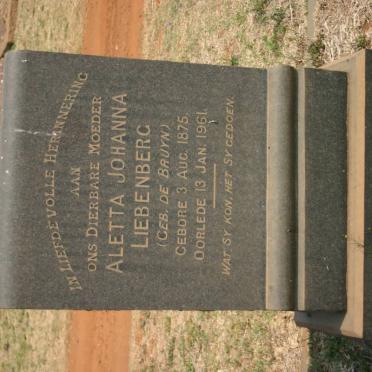 IN LIEFDEVOLLE HERINNERING
AAN
ONS DIERBARE MOEDER
ALETTA JOHANNA
LIEBENBERG
(GEB. DE BRUYN)
GEBORE 3. AUG. 1875.
OORLEDE 13 JAN. 1961.
WAT SY KON, HET SY GEDOEN.